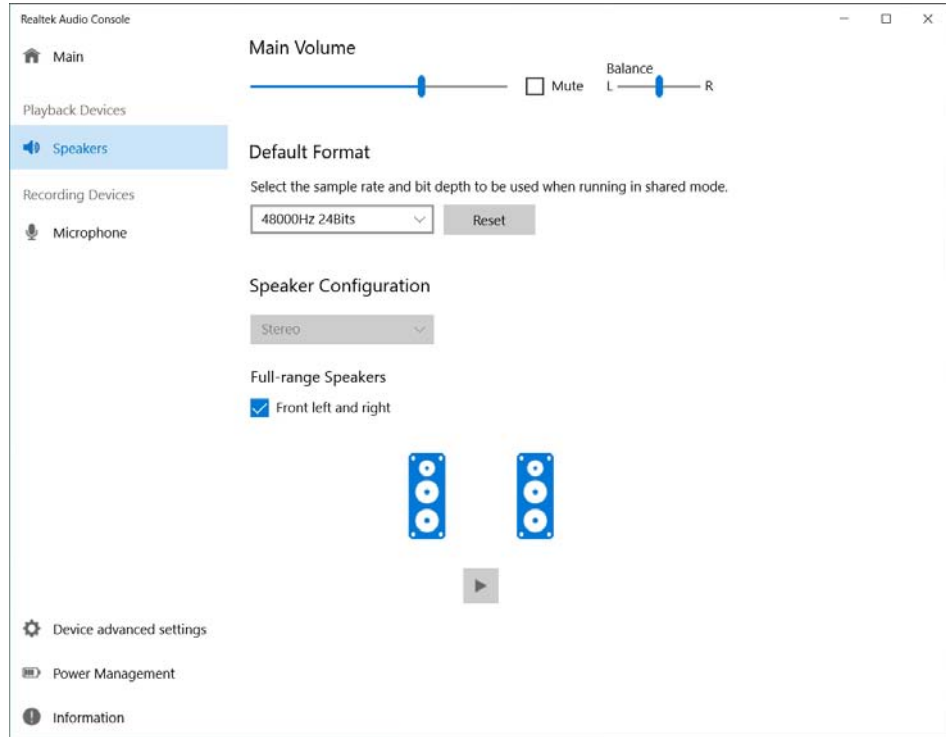 Realtek Audio Console
Main
Playback Devices
Speakers
Recording Devices
Microphone
Main Volume
Mute
Balance
L R
Default Format
Select the sample rate and bit depth to be used when running in shared mode.
48000Hz 24Bits
Reset
Speaker Configuration
Stereo
Full-range Speakers
Front left and right
Device advanced settings
Power Management
Information